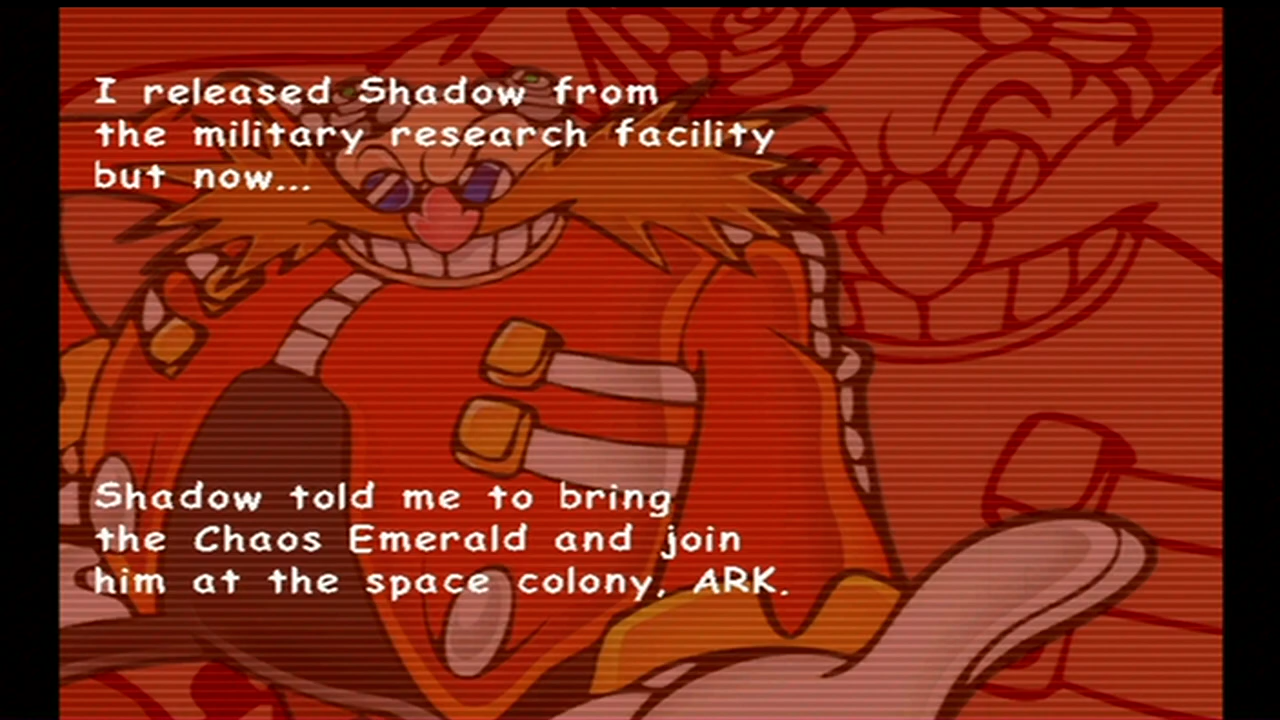 I released Shadow from
the military research facility
but now...
Shadow told me to bring
the Chaos Emerald and join
him at the space colony, ARK.